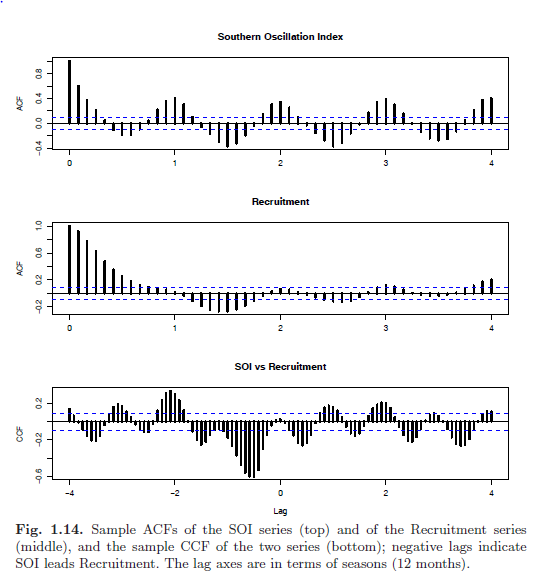 Southern Oscillation Index
ACF
0.8
0.4
0.0
-0.4
0 1 2 3 4
Recruitment
ACF
1.0
0.6
0.2
-0.2
0 1 2 3 4
SOI vs Recruitment
CCF
0.2
-0.2
-0.6
-4 -2 0 2 4
Lag
Fig. 1.14. Sample ACFs of the SOI series (top) and of the Recruitment series
(middle), and the sample CCF of the two series (bottom); negative lags indicate
SOI leads Recruitment. The lag axes are in terms of seasons (12 months).